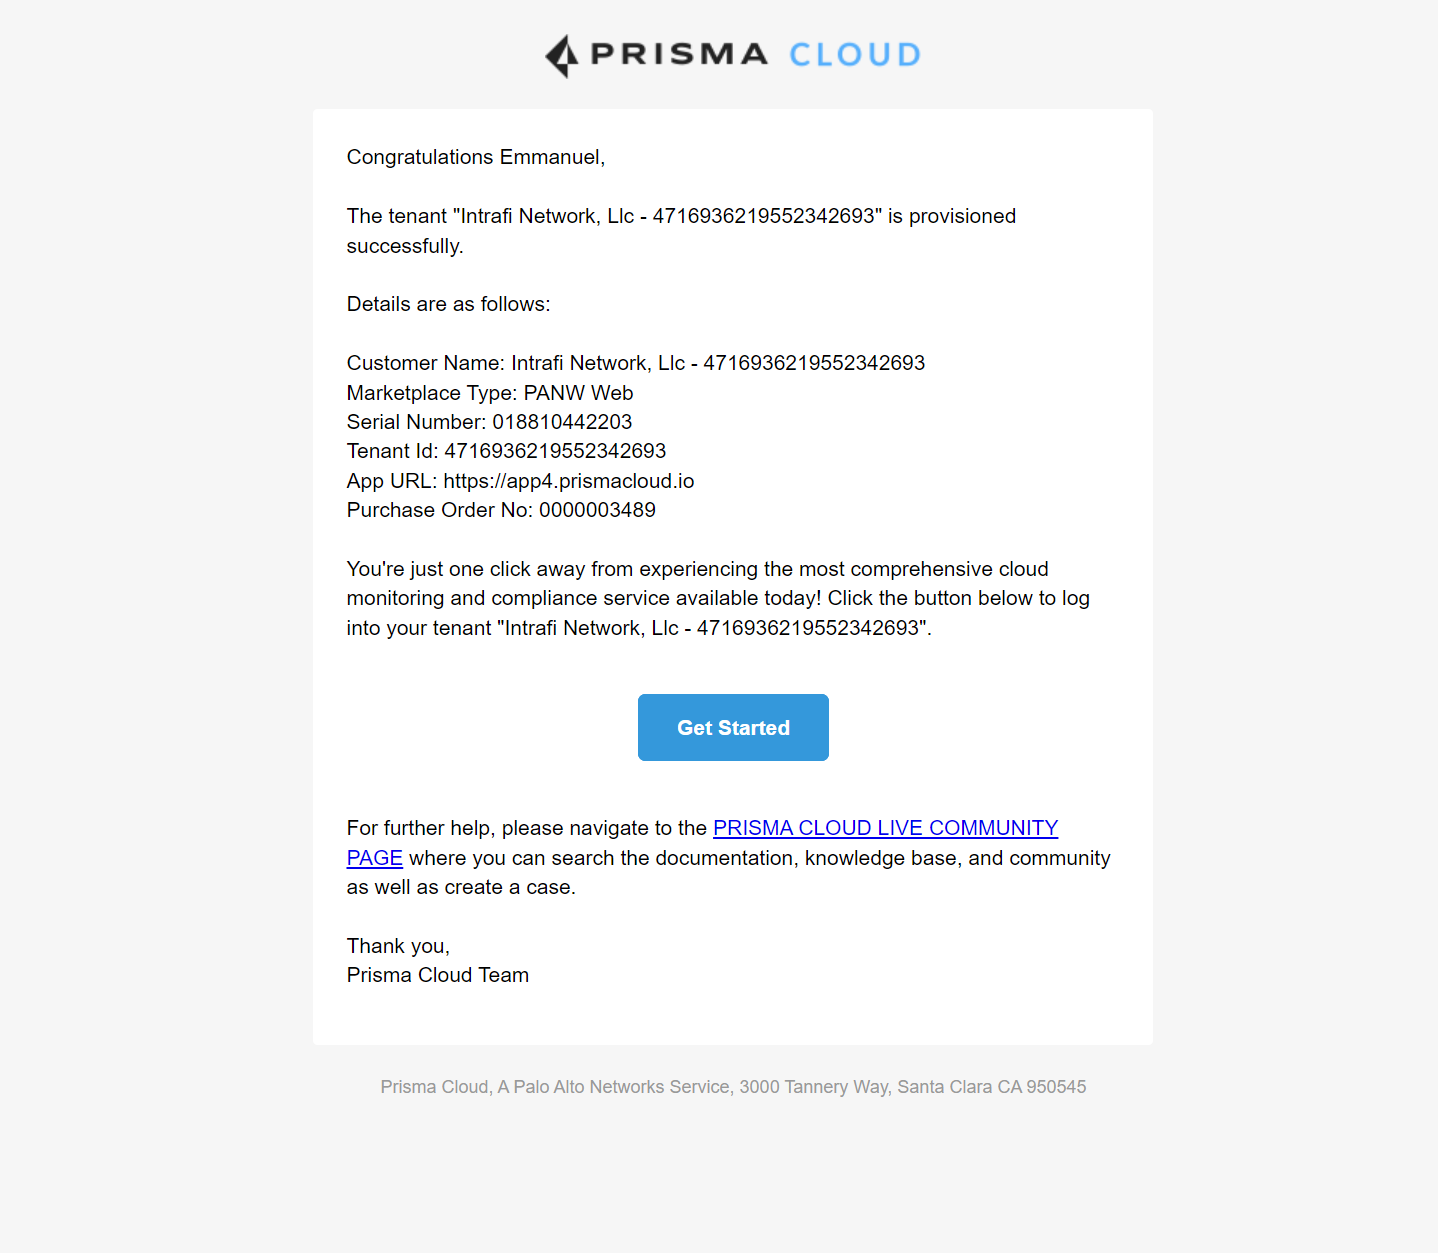 PRISMA CLOUD
Congratulations Emmanuel,
The tenant "Intrafi Network, Llc - 4716936219552342693" is provisioned
successfully.
Details are as follows:
Customer Name: Intrafi Network, Llc - 4716936219552342693
Marketplace Type: PANW Web
Serial Number: 018810442203
Tenant Id: 4716936219552342693
App URL: https://app4.prismacloud.io
Purchase Order No: 0000003489
You're just one click away from experiencing the most comprehensive cloud
monitoring and compliance service available today! Click the button below to log
into your tenant "Intrafi Network, Llc - 4716936219552342693".
Get Started
For further help, please navigate to the PRISMA CLOUD LIVE COMMUNITY
PAGE where you can search the documentation, knowledge base, and community
as well as create a case.
Thank you,
Prisma Cloud Team
Prisma Cloud, A Palo Alto Networks Service, 3000 Tannery Way, Santa Clara CA 950545